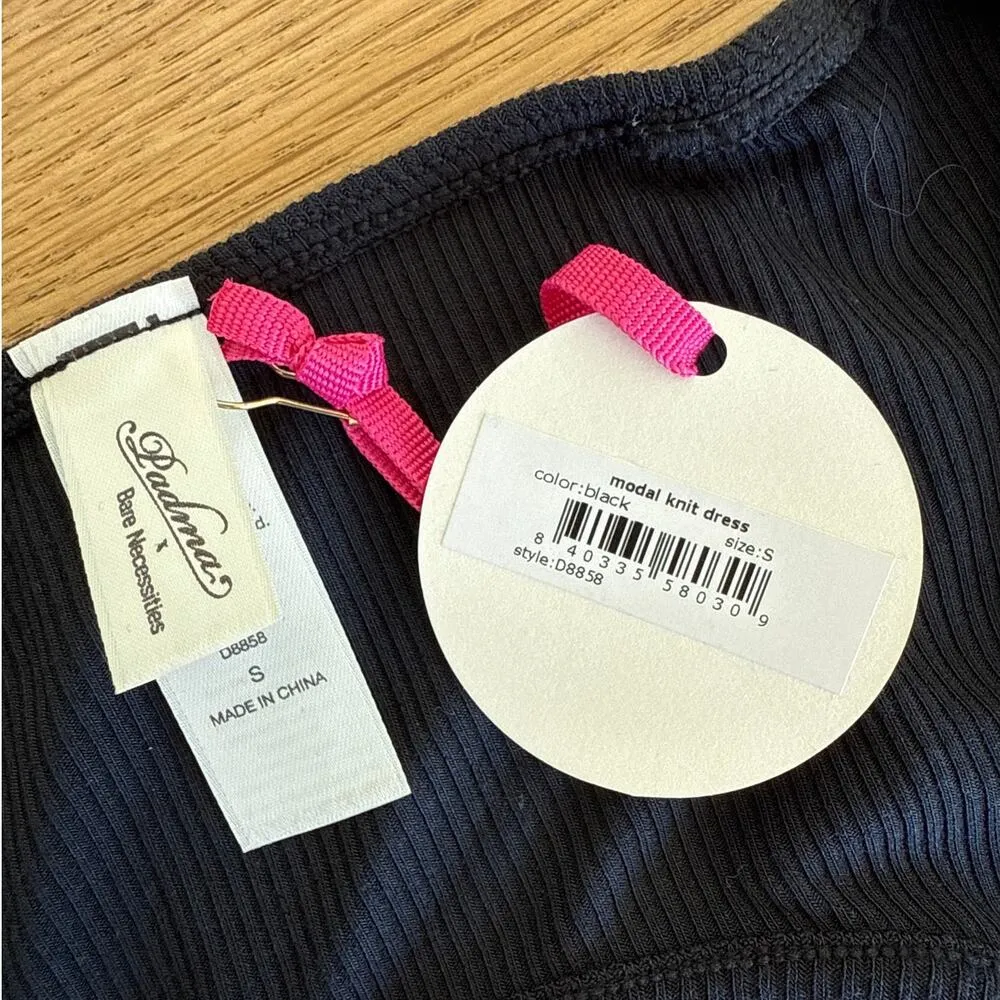 Padma
x
Bare Necessities
d.
D8858
S
MADE IN CHINA
modal knit dress
color:black size:S
8 40335 58030 9
style:D8858